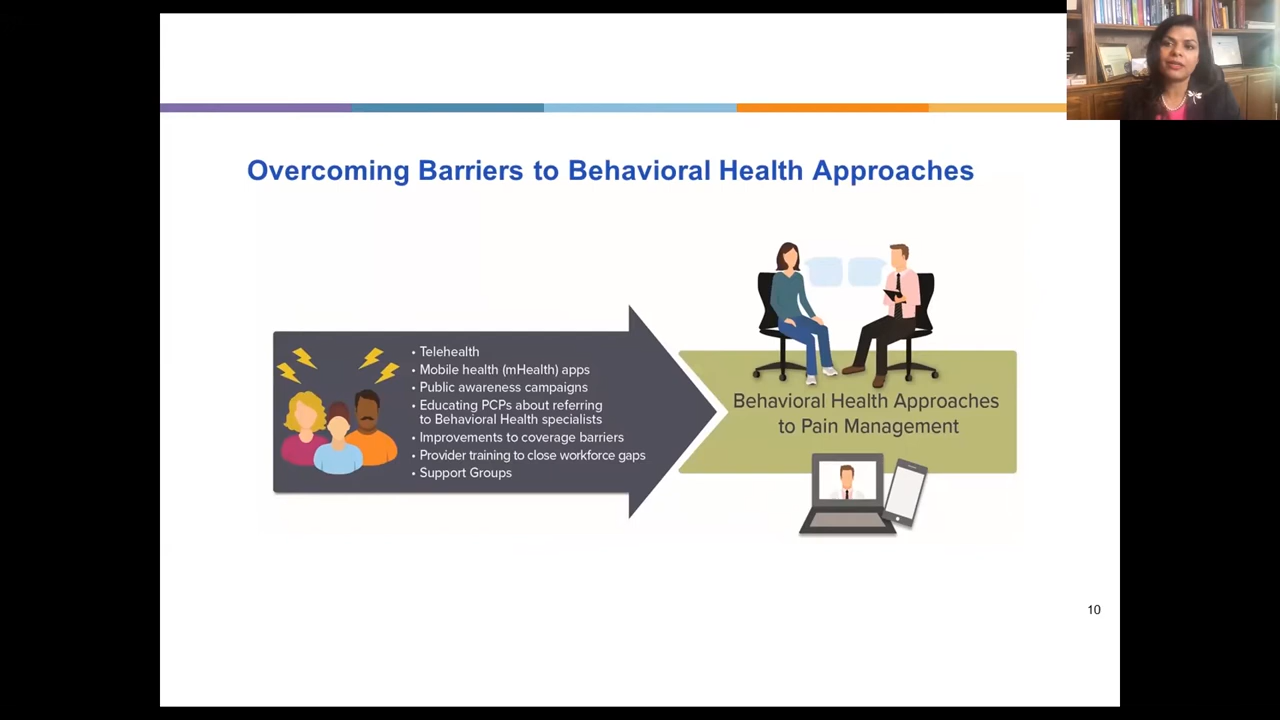 Overcoming Barriers to Behavioral Health Approaches
• Telehealth
• Mobile health (mHealth) apps
• Public awareness campaigns
• Educating PCPs about referring
to Behavioral Health specialists
• Improvements to coverage barriers
• Provider training to close workforce gaps
• Support Groups
Behavioral Health Approaches
to Pain Management
10